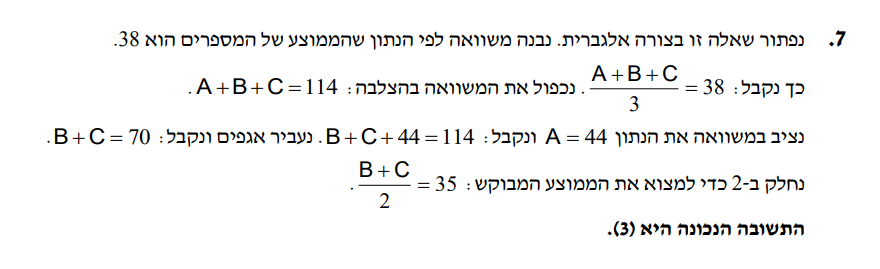 7. נפתור שאלה זו בצורה אלגברית. נבנה משוואה לפי הנתון שהממוצע של המספרים הוא 38.
כך נקבל: (A+B+C)/3 = 38. נכפול את המשוואה בהצלבה: A+B+C = 114.
נציב במשוואה את הנתון A = 44 ונקבל: B+C+44 = 114. נעביר אגפים ונקבל: B+C = 70.
נחלק ב-2 כדי למצוא את הממוצע המבוקש: (B+C)/2 = 35.
התשובה הנכונה היא (3).